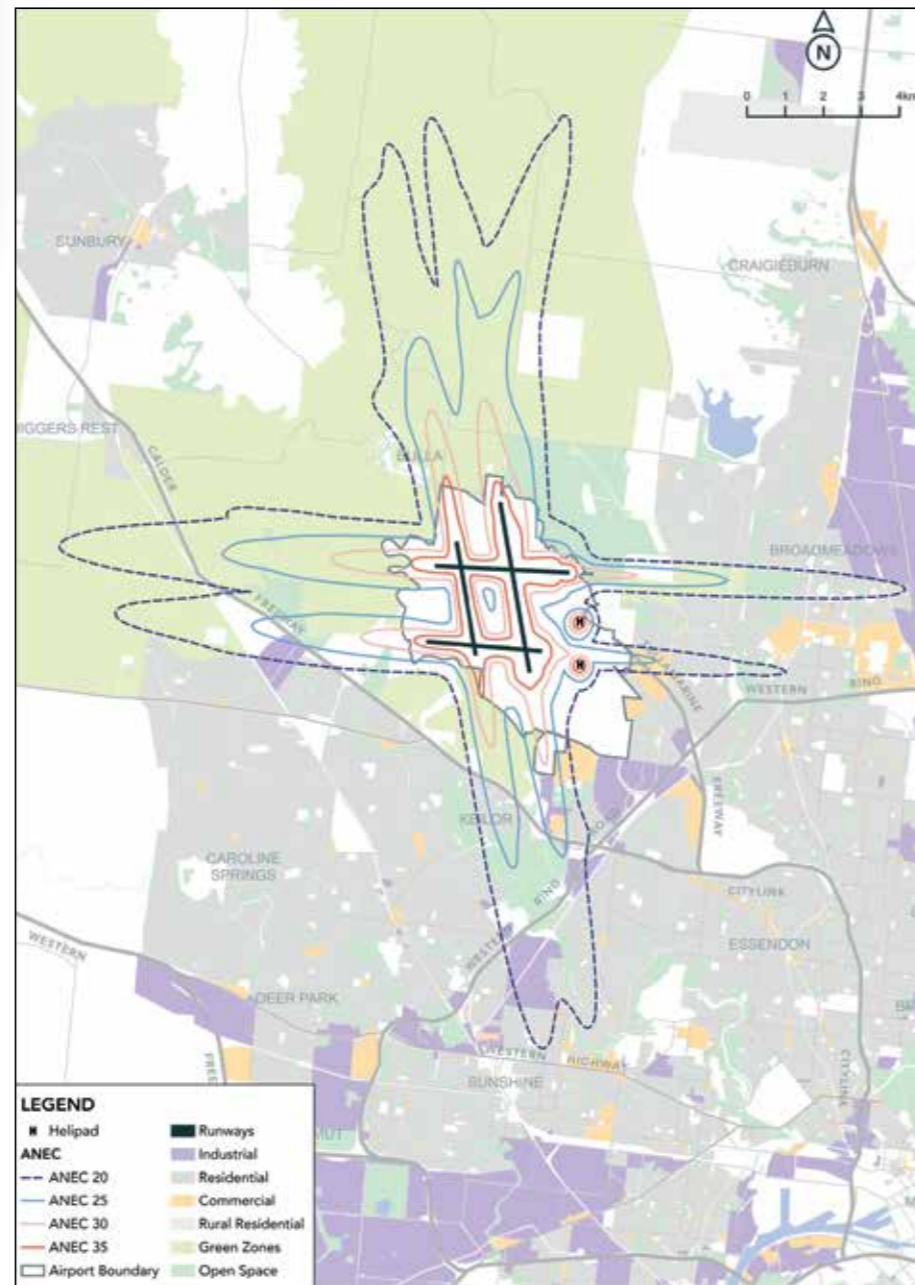 N
0 1 2 3 4km
SUNBURY
CRAIGIEBURN
IGGERS REST
CALDER
BULLA
BROADMEADOWS
FREEWAY
H
H
WESTERN RING
FREEWAY
KEILOR
RING
CAROLINE
SPRINGS
CITYLINK
WESTERN
ESSENDON
WESTERN
DEER PARK
WESTERN HIGHWAY
SUNSHINE
CITYLINK
FREE
LEGEND
H Helipad
ANEC
ANEC 20
ANEC 25
ANEC 30
ANEC 35
Airport Boundary
Runways
Industrial
Residential
Commercial
Rural Residential
Green Zones
Open Space